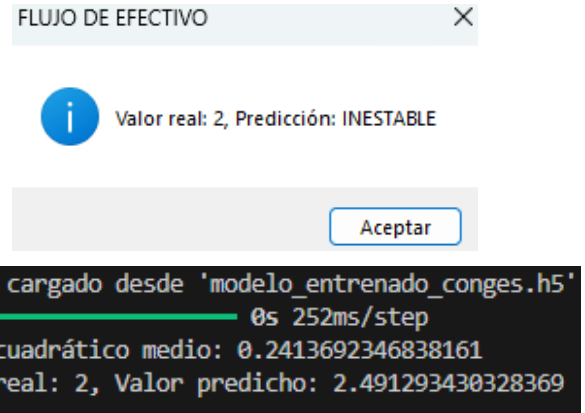 FLUJO DE EFECTIVO
Valor real: 2, Predicción: INESTABLE
Aceptar
cargado desde 'modelo_entrenado_conges.h5'
0s 252ms/step
cuadrático medio: 0.2413692346838161
real: 2, Valor predicho: 2.491293430328369